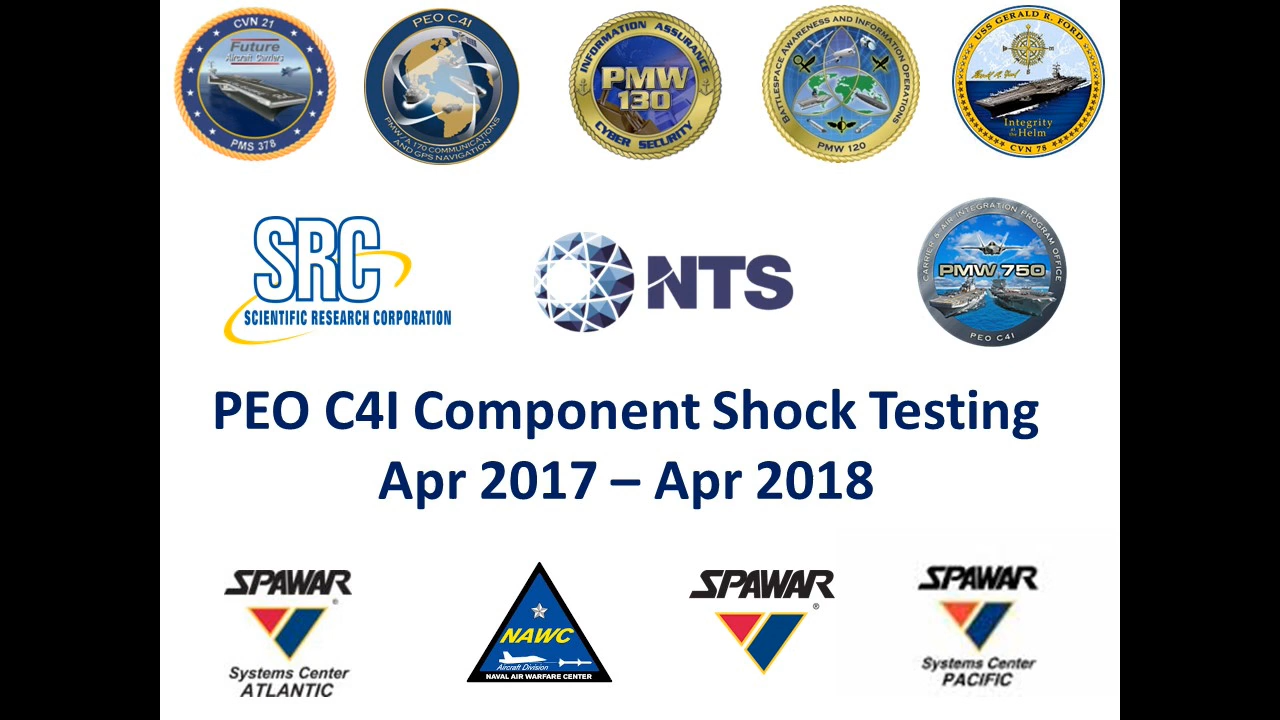 CVN 21
Future
Aircraft Carriers
PMS 378
PEO C4I
PMW/A 170 COMMUNICATIONS
AND GPS NAVIGATION
INFORMATION ASSURANCE
PMW
130
CYBER SECURITY
BATTLESPACE AWARENESS AND INFORMATION OPERATIONS
PMW 120
USS GERALD R. FORD
Integrity
at the
Helm
CVN 78
SRC
SCIENTIFIC RESEARCH CORPORATION
NTS
CARRIER & AIR INTEGRATION PROGRAM OFFICE
PMW 750
PEO C4I
PEO C4I Component Shock Testing
Apr 2017 – Apr 2018
SPAWAR
®
Systems Center
ATLANTIC
NAWC
Aircraft Division
NAVAL AIR WARFARE CENTER
SPAWAR
®
SPAWAR
Systems Center
PACIFIC